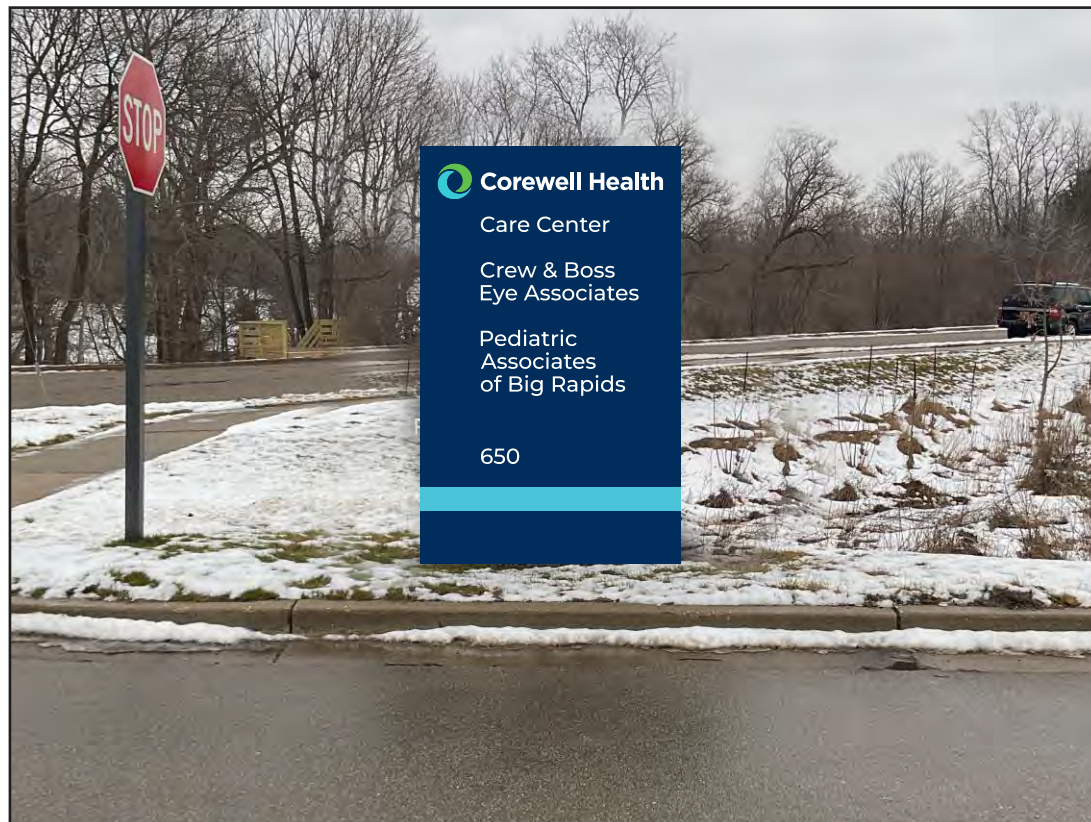 STOP
Corewell Health
Care Center
Crew & Boss
Eye Associates
Pediatric
Associates
of Big Rapids
650